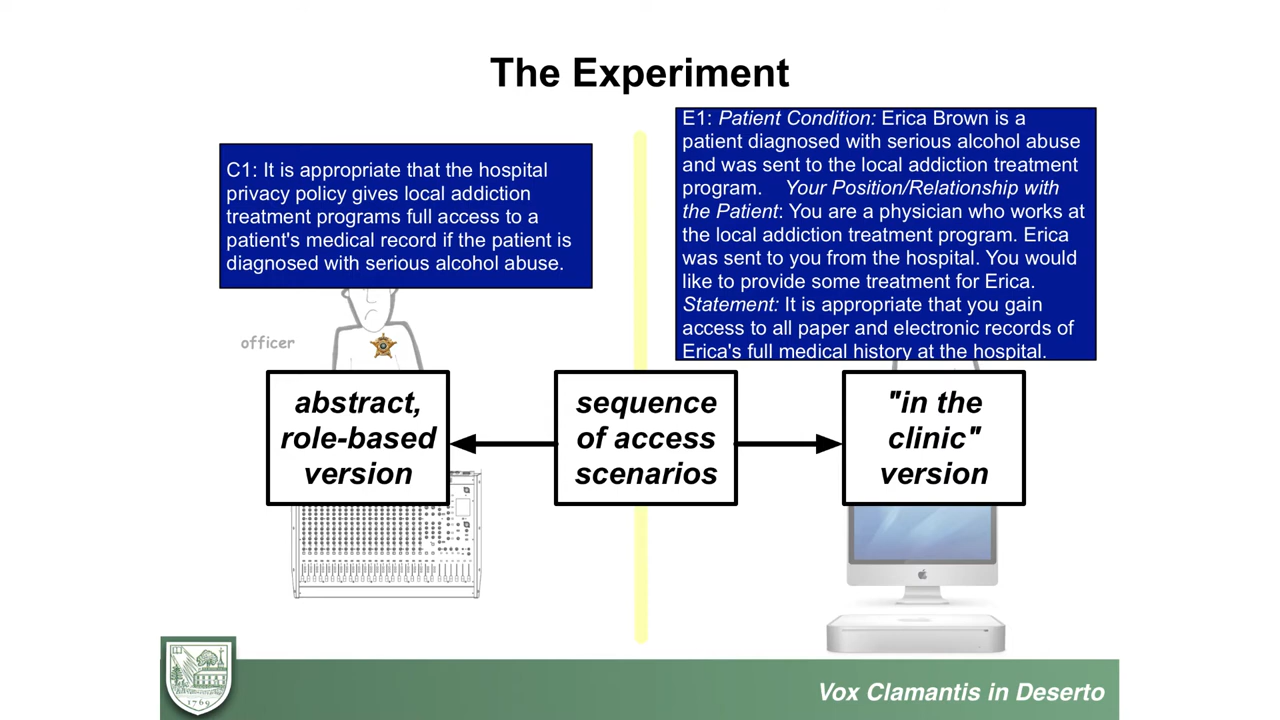 The Experiment
C1: It is appropriate that the hospital
privacy policy gives local addiction
treatment programs full access to a
patient's medical record if the patient is
diagnosed with serious alcohol abuse.
E1: Patient Condition: Erica Brown is a
patient diagnosed with serious alcohol abuse
and was sent to the local addiction treatment
program. Your Position/Relationship with
the Patient: You are a physician who works at
the local addiction treatment program. Erica
was sent to you from the hospital. You would
like to provide some treatment for Erica.
Statement: It is appropriate that you gain
access to all paper and electronic records of
Erica's full medical history at the hospital.
officer
abstract,
role-based
version
sequence
of access
scenarios
"in the
clinic"
version
1769
Vox Clamantis in Deserto